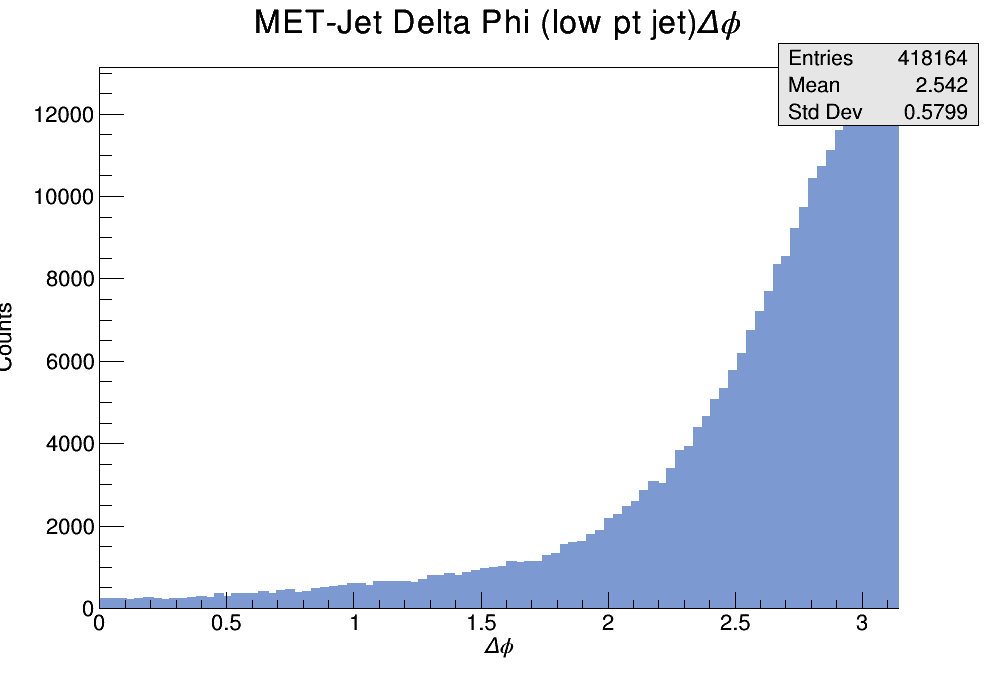 MET-Jet Delta Phi (low pt jet)Δϕ
Entries 418164
Mean 2.542
Std Dev 0.5799
12000
10000
8000
6000
4000
2000
0
Counts
0 0.5 1 1.5 2 2.5 3
Δϕ